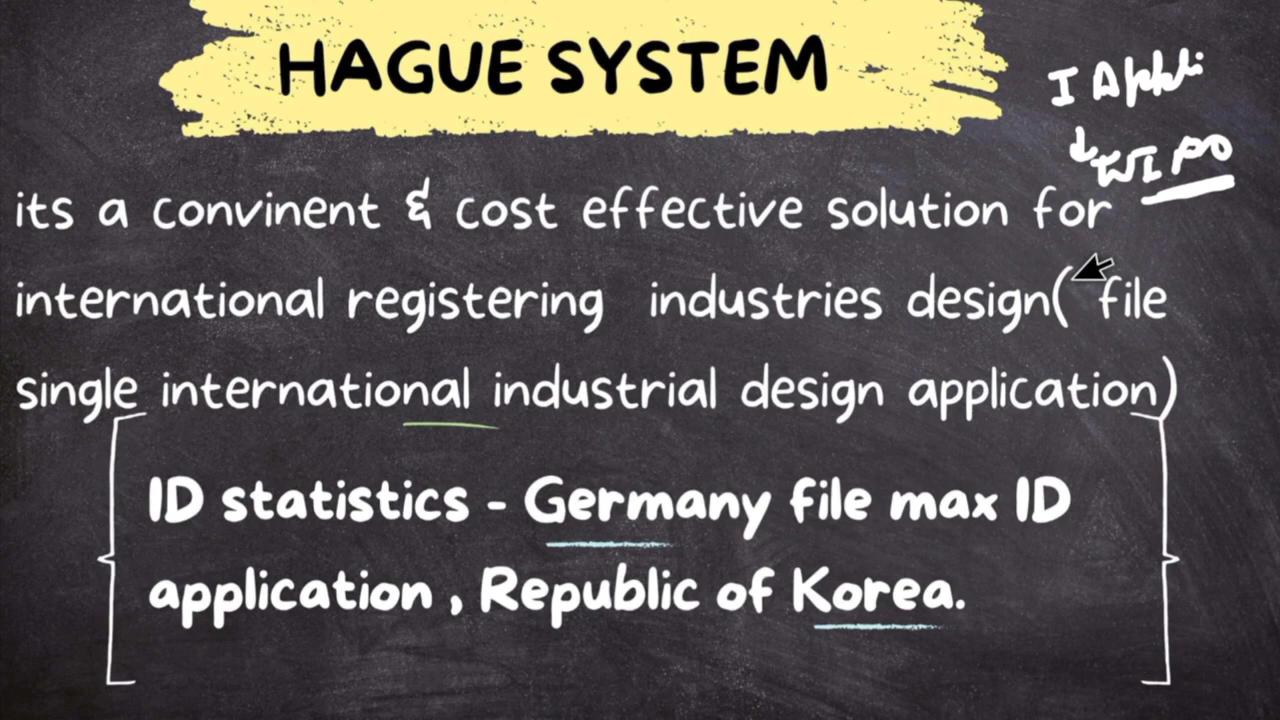 HAGUE SYSTEM
I Appli
↓ WIPO
its a convinent & cost effective solution for
international registering industries design( file
single international industrial design application)
ID statistics - Germany file max ID
application , Republic of Korea.